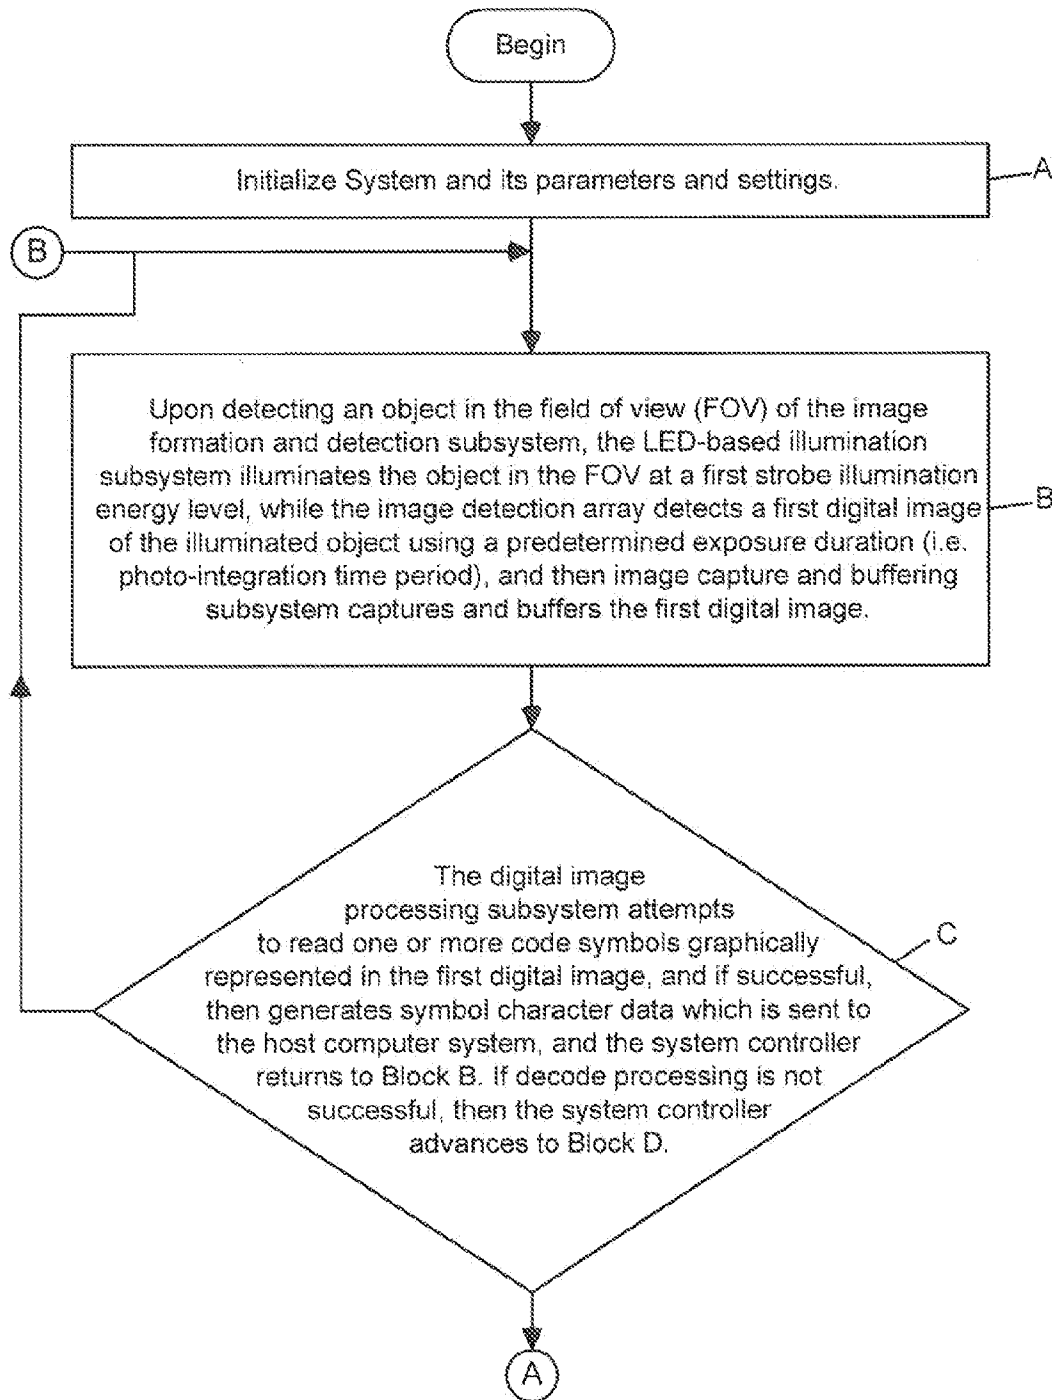 Begin
Initialize System and its parameters and settings.
A
B
Upon detecting an object in the field of view (FOV) of the image
formation and detection subsystem, the LED-based illumination
subsystem illuminates the object in the FOV at a first strobe illumination
energy level, while the image detection array detects a first digital image
of the illuminated object using a predetermined exposure duration (i.e.
photo-integration time period), and then image capture and buffering
subsystem captures and buffers the first digital image.
B
The digital image
processing subsystem attempts
to read one or more code symbols graphically
represented in the first digital image, and if successful,
then generates symbol character data which is sent to
the host computer system, and the system controller
returns to Block B. If decode processing is not
successful, then the system controller
advances to Block D.
C
A